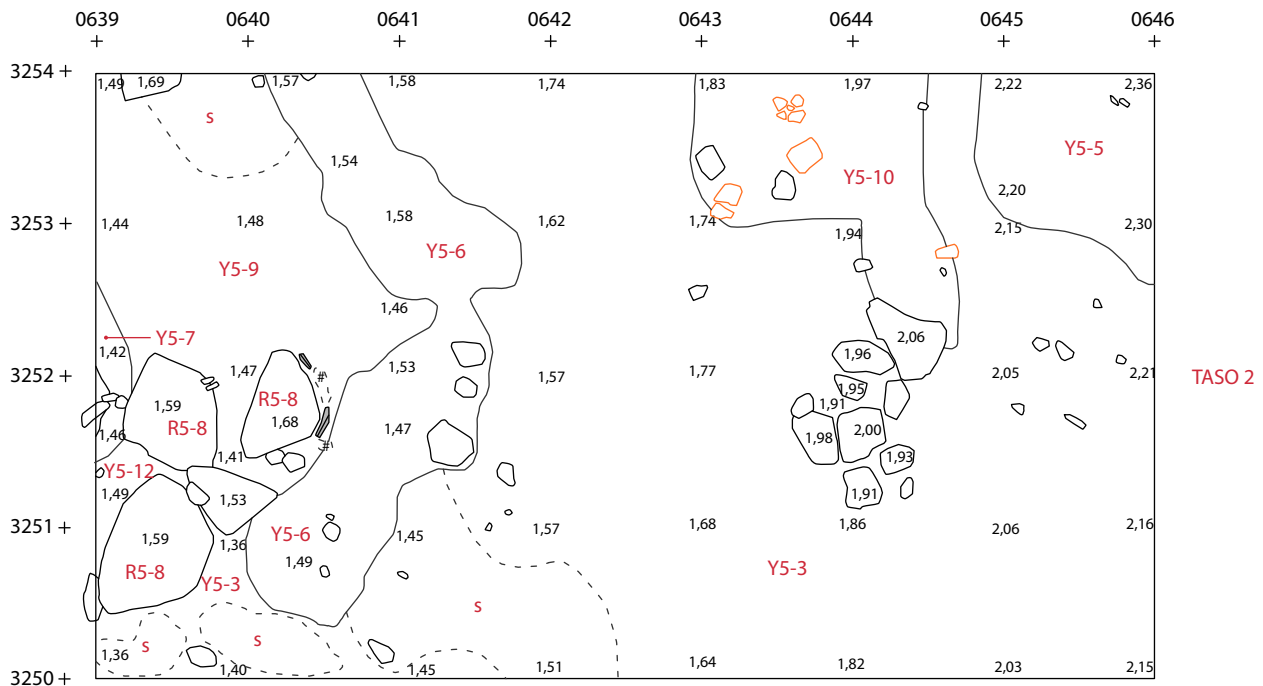 0639 0640 0641 0642 0643 0644 0645 0646
+ + + + + + + +
3254 +
1,49 1,69 1,57 1,58 1,74 1,83 1,97 2,22 2,36
s
Y5-5
1,54
Y5-10
2,20
3253 +
1,44 1,48 1,58 1,62 1,74 1,94 2,15 2,30
Y5-6
Y5-9
1,46
Y5-7
2,06
1,42 1,96
3252 +
1,47 # 1,53 1,57 1,77 2,05 2,21
TASO 2
1,95
R5-8
1,59 1,91
1,68
R5-8 1,47 2,00
1,46 # 1,98
1,41 1,93
Y5-12
1,49 1,53 1,91
3251 +
1,59 1,36 Y5-6 1,45 1,57 1,68 1,86 2,06 2,16
1,49
R5-8 Y5-3 Y5-3
s
s s
1,36 1,40 1,45 1,51 1,64 1,82 2,03 2,15
3250 +